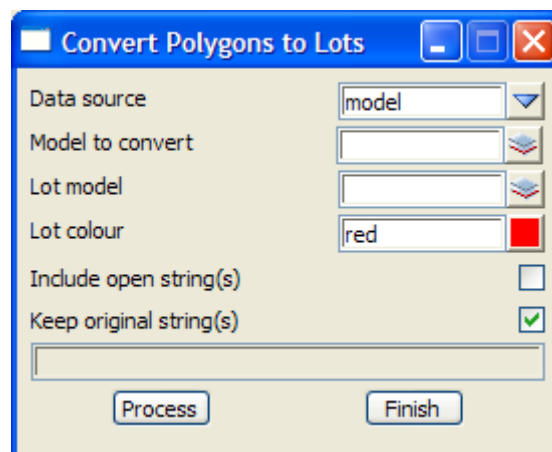 Convert Polygons to Lots
Data source model
Model to convert
Lot model
Lot colour red
Include open string(s)
Keep original string(s)
Process Finish